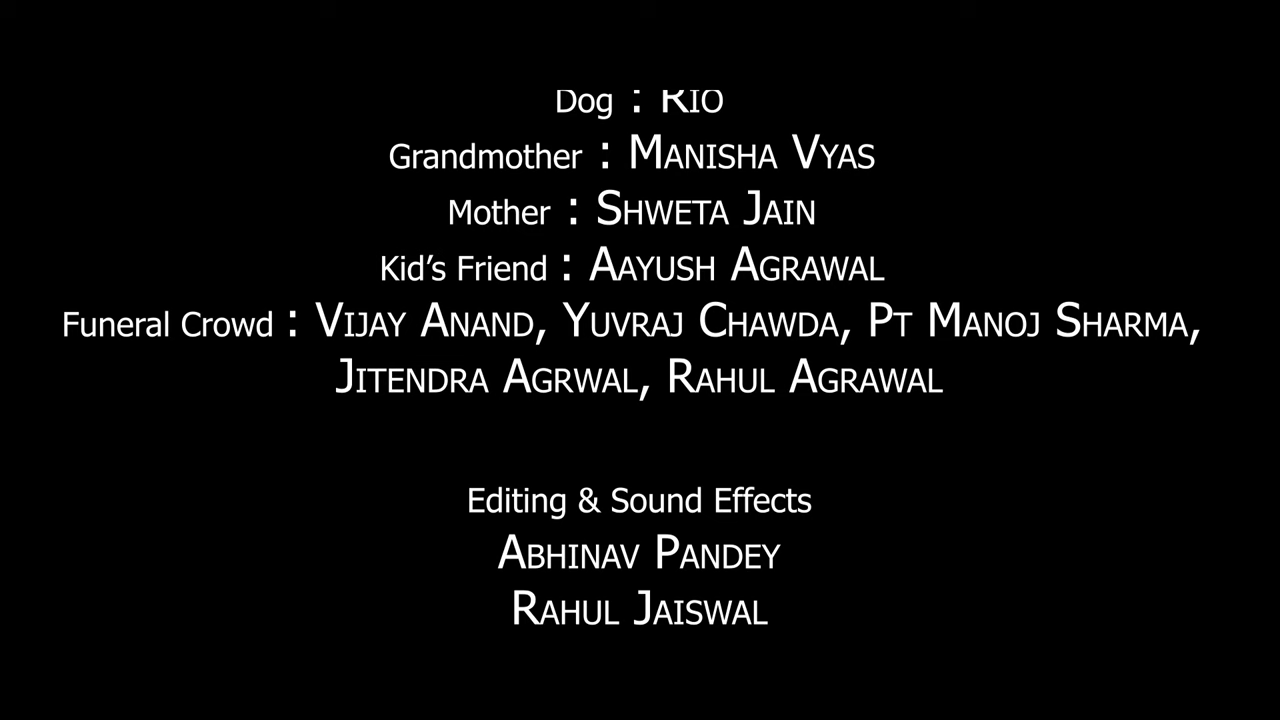 Dog : RIO
Grandmother : MANISHA VYAS
Mother : SHWETA JAIN
Kid’s Friend : AAYUSH AGRAWAL
Funeral Crowd : VIJAY ANAND, YUVRAJ CHAWDA, PT MANOJ SHARMA,
JITENDRA AGRWAL, RAHUL AGRAWAL
Editing & Sound Effects
ABHINAV PANDEY
RAHUL JAISWAL